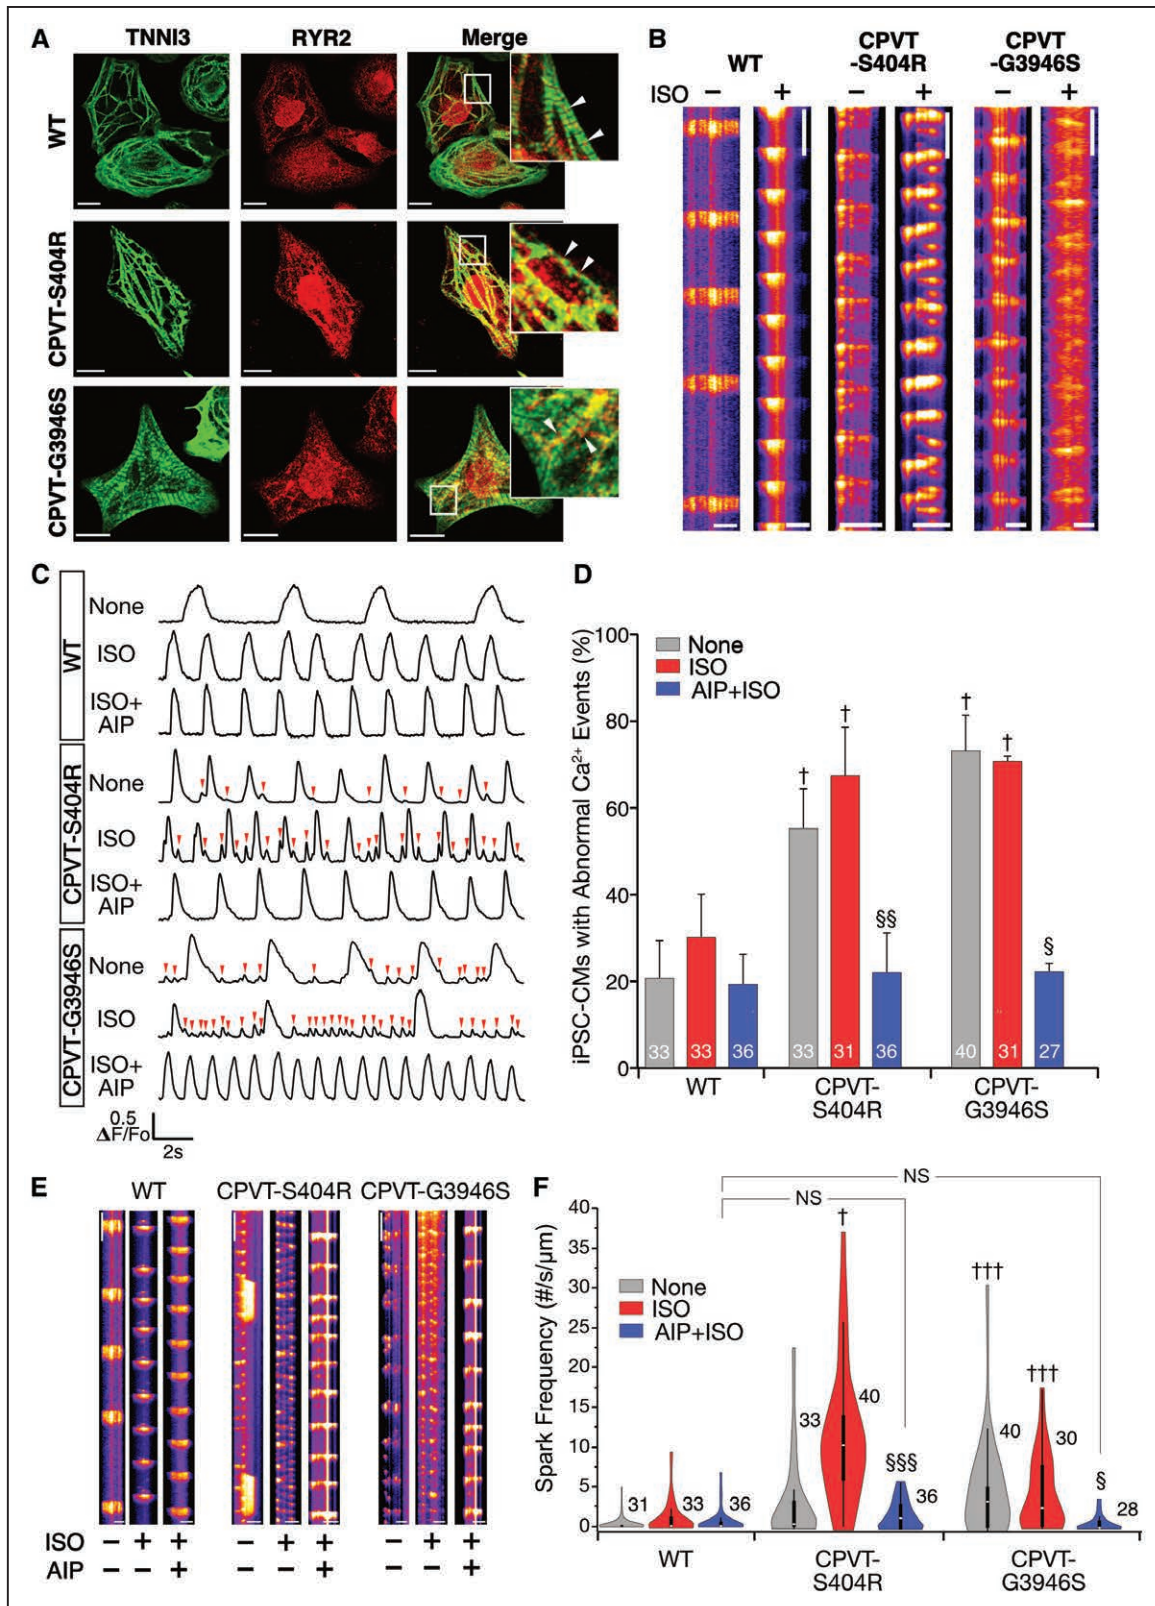 A
TNNI3 RYR2 Merge
WT
CPVT-S404R
CPVT-G3946S
B
WT CPVT-S404R CPVT-G3946S
ISO − + − + − +
C
WT
None
ISO
ISO+
AIP
CPVT-S404R
None
ISO
ISO+
AIP
CPVT-G3946S
None
ISO
ISO+
AIP
0.5
ΔF/Fo
2s
D
iPSC-CMs with Abnormal Ca²⁺ Events (%)
100
80
60
40
20
0
None
ISO
AIP+ISO
† † §§ † † §
33 33 36 33 31 36 40 31 27
WT CPVT-S404R CPVT-G3946S
E
WT CPVT-S404R CPVT-G3946S
ISO − + + − + + − + +
AIP − − + − − + − − +
F
NS
NS
Spark Frequency (#/s/µm)
40
35
30
25
20
15
10
5
0
None
ISO
AIP+ISO
† §§§ ††† ††† §
31 33 36 33 40 36 40 30 28
WT CPVT-S404R CPVT-G3946S